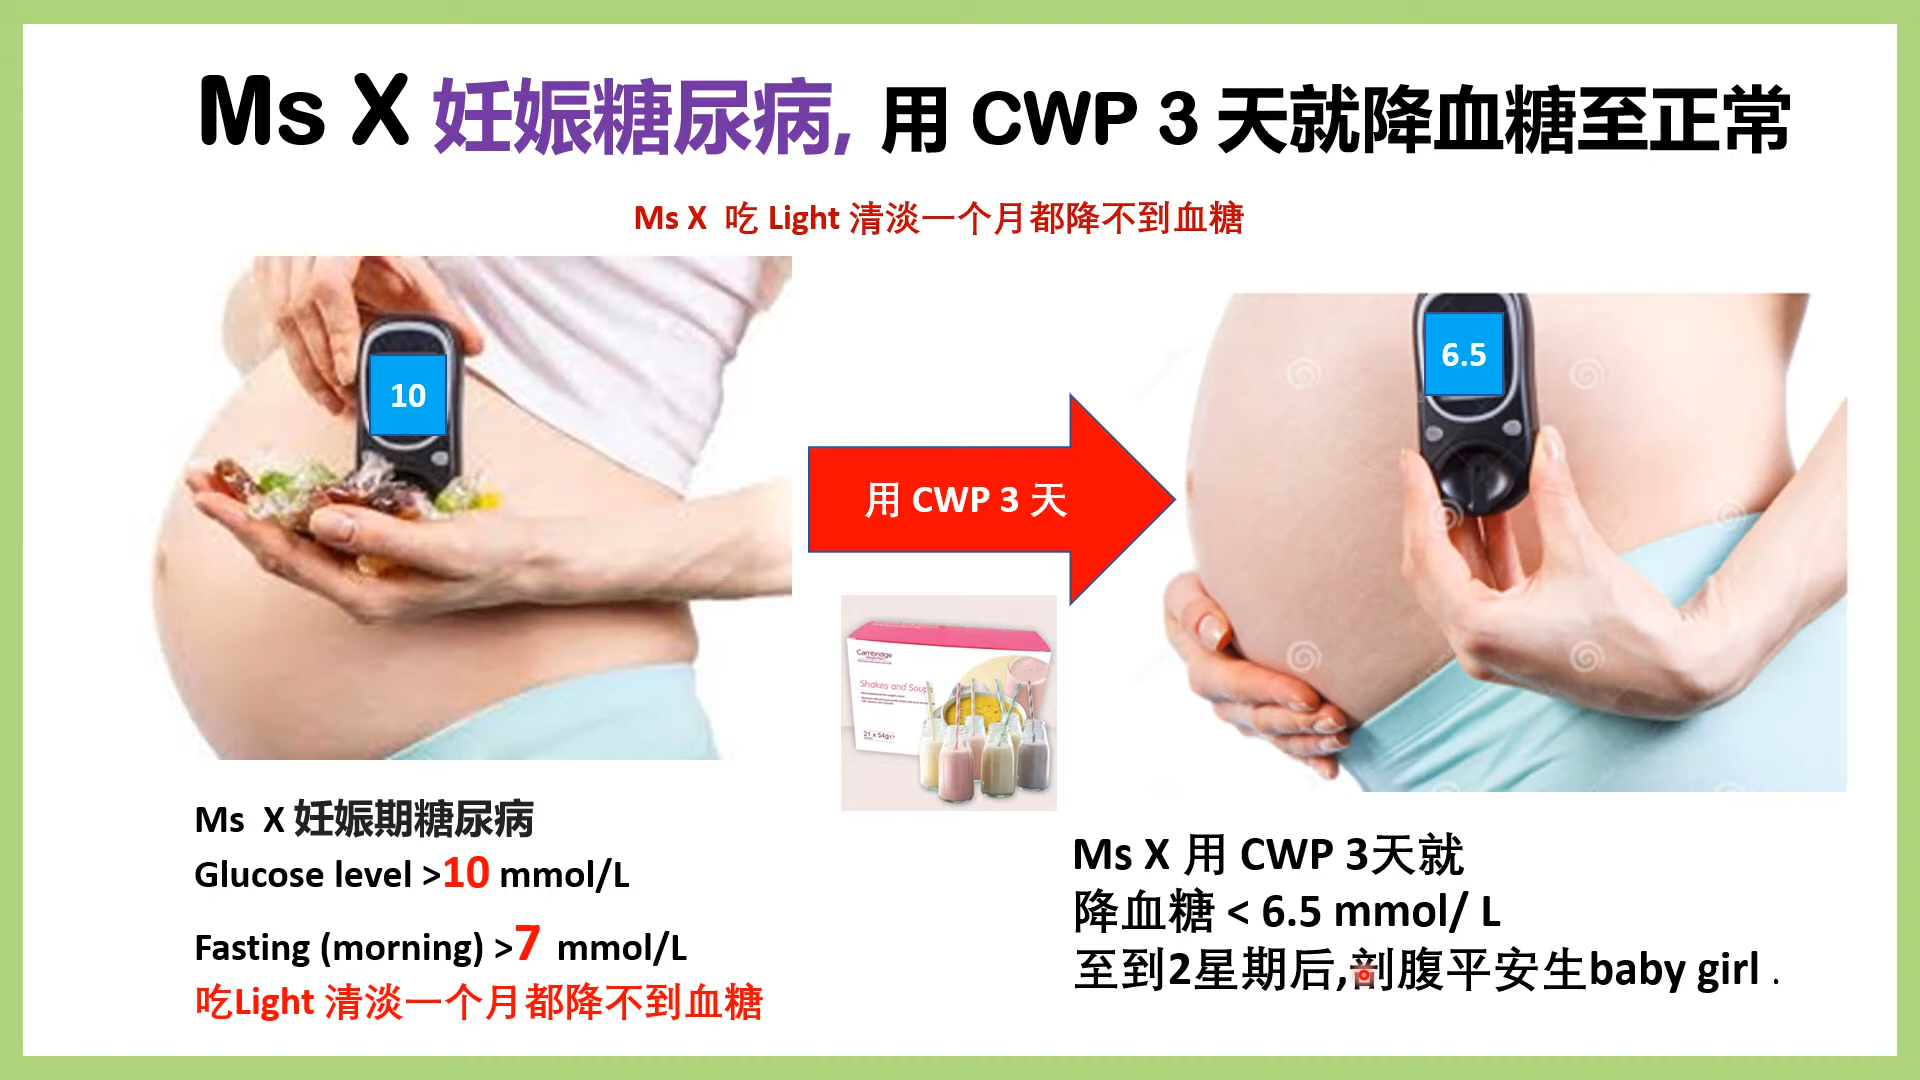 Ms X 妊娠糖尿病, 用 CWP 3 天就降血糖至正常
Ms X 吃 Light 清淡一个月都降不到血糖
10
6.5
用 CWP 3 天
Cambridge
Shakes and Soups
21 x 54g e
Ms X 妊娠期糖尿病
Glucose level >10 mmol/L
Fasting (morning) >7 mmol/L
吃Light 清淡一个月都降不到血糖
Ms X 用 CWP 3天就
降血糖 < 6.5 mmol/ L
至到2星期后,剖腹平安生baby girl .